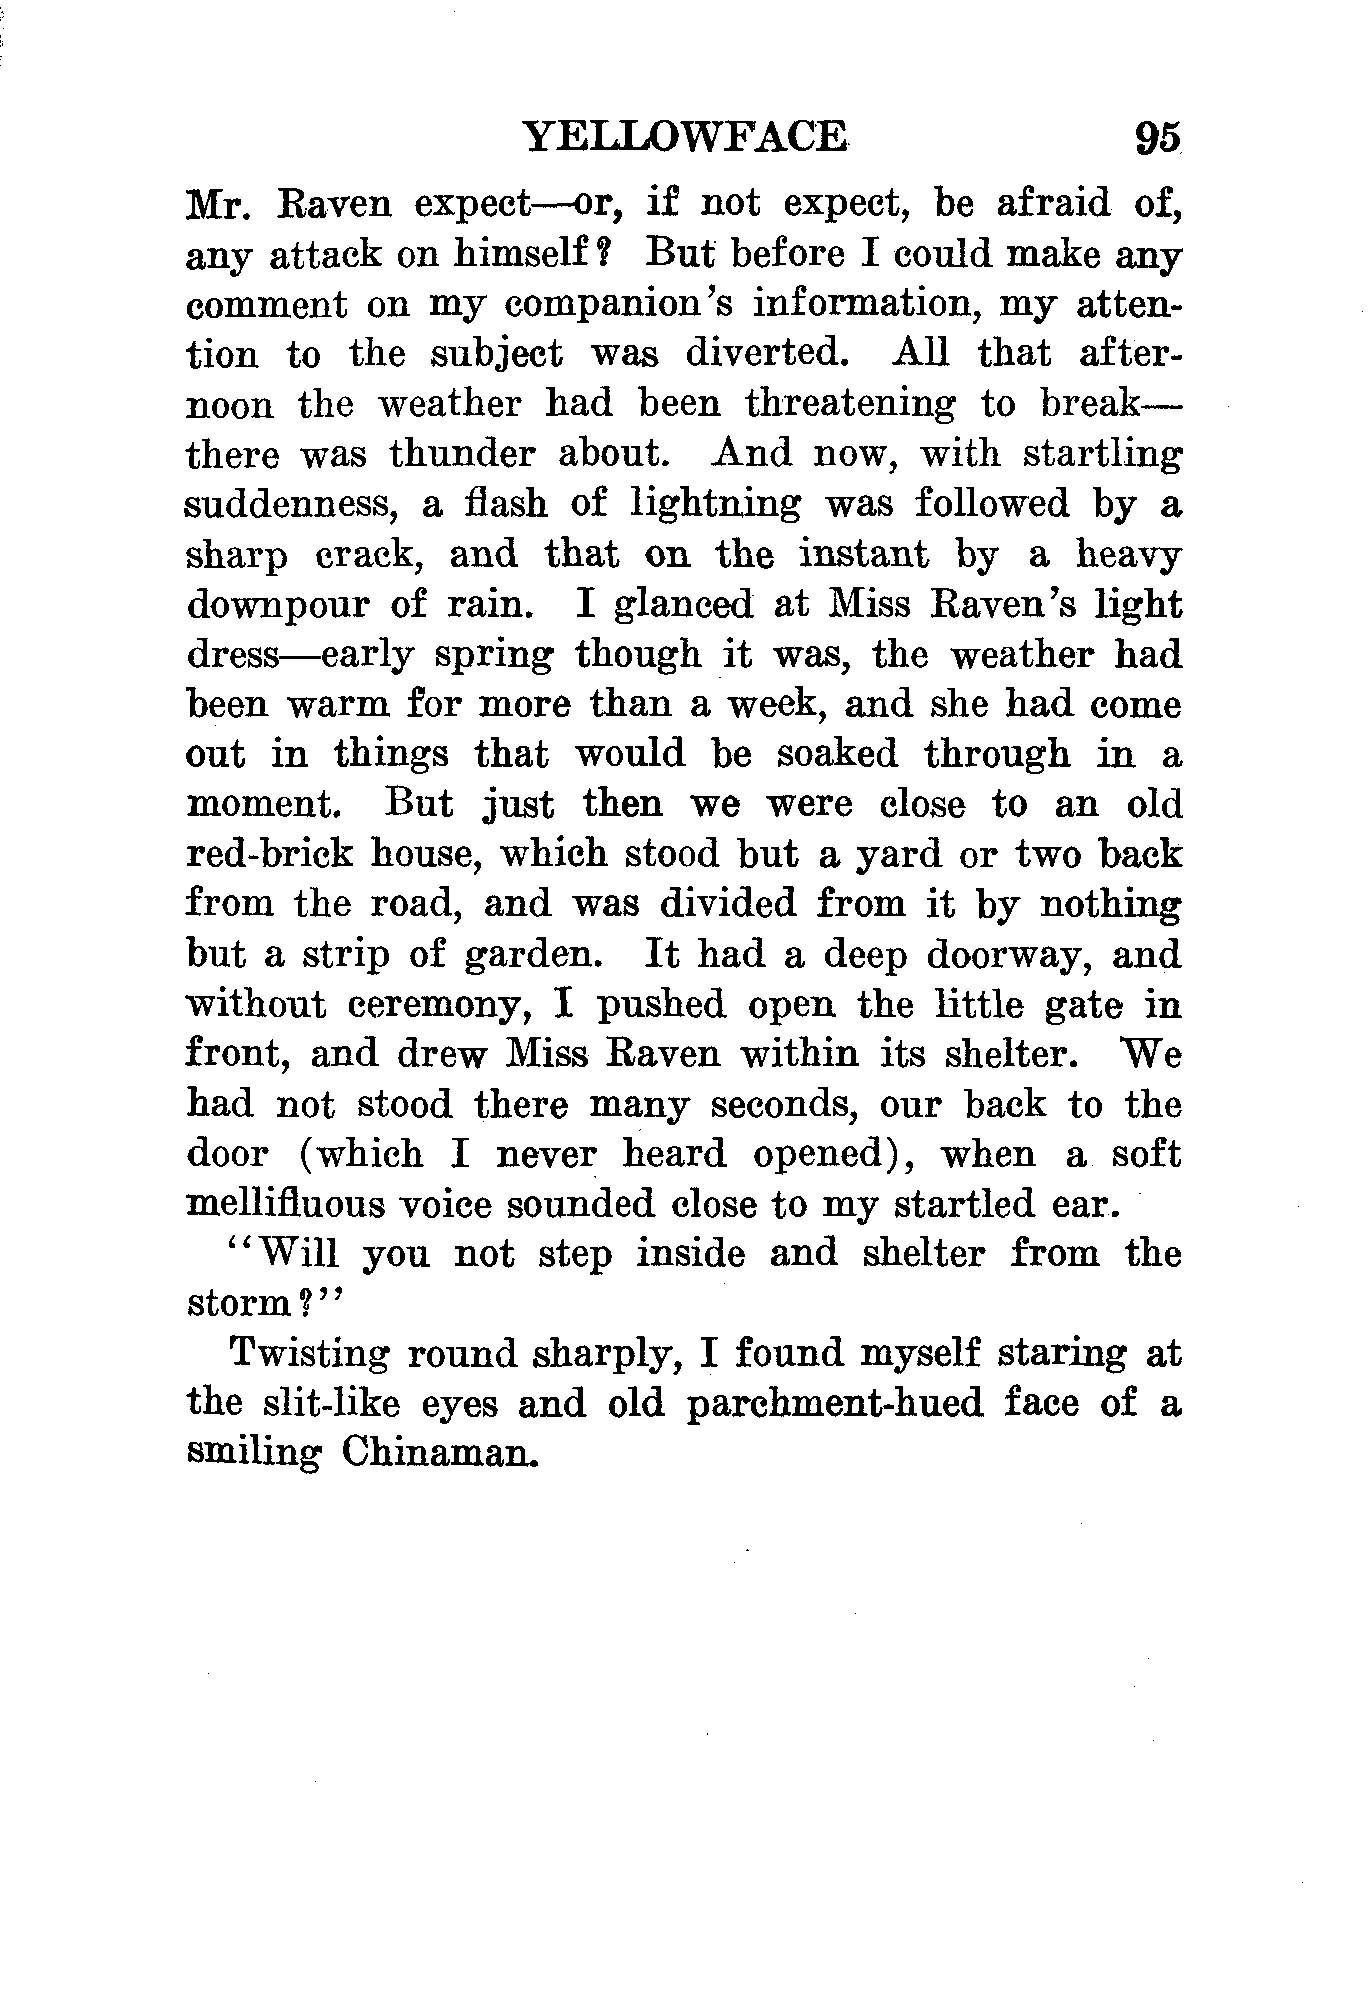 YELLOWFACE 95
Mr. Raven expect—or, if not expect, be afraid of,
any attack on himself? But before I could make any
comment on my companion's information, my atten-
tion to the subject was diverted. All that after-
noon the weather had been threatening to break—
there was thunder about. And now, with startling
suddenness, a flash of lightning was followed by a
sharp crack, and that on the instant by a heavy
downpour of rain. I glanced at Miss Raven's light
dress—early spring though it was, the weather had
been warm for more than a week, and she had come
out in things that would be soaked through in a
moment. But just then we were close to an old
red-brick house, which stood but a yard or two back
from the road, and was divided from it by nothing
but a strip of garden. It had a deep doorway, and
without ceremony, I pushed open the little gate in
front, and drew Miss Raven within its shelter. We
had not stood there many seconds, our back to the
door (which I never heard opened), when a soft
mellifluous voice sounded close to my startled ear.
"Will you not step inside and shelter from the
storm?"
Twisting round sharply, I found myself staring at
the slit-like eyes and old parchment-hued face of a
smiling Chinaman.